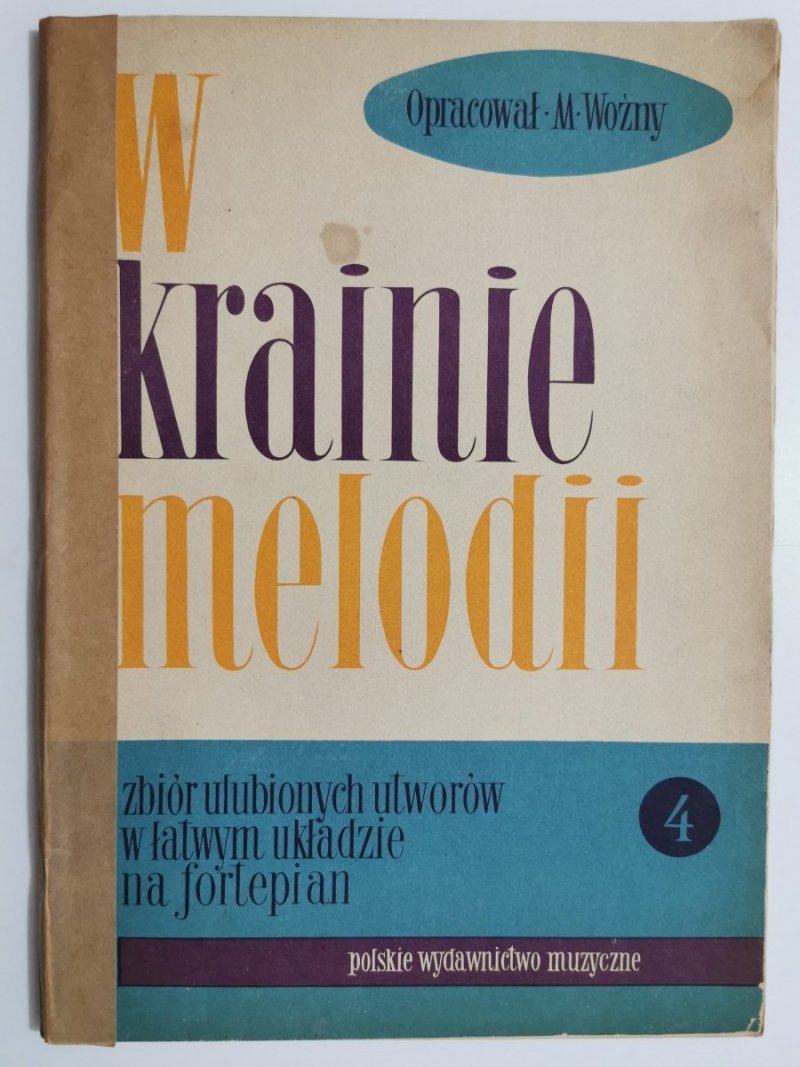 Opracował · M · Woźny
W
krainie
melodii
zbiór ulubionych utworów
w łatwym układzie
na fortepian
4
polskie wydawnictwo muzyczne